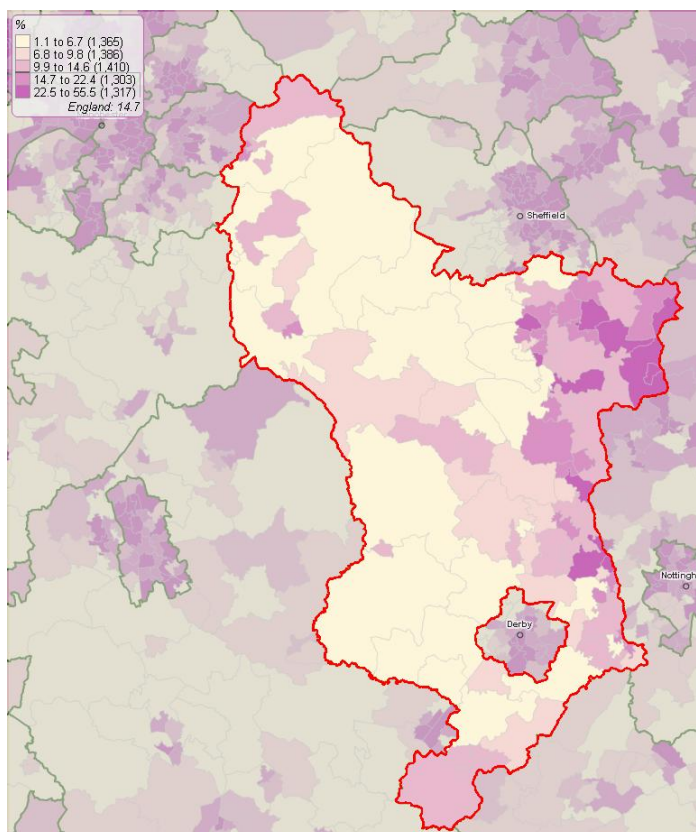 %
1.1 to 6.7 (1,365)
6.8 to 9.8 (1,386)
9.9 to 14.6 (1,410)
14.7 to 22.4 (1,303)
22.5 to 55.5 (1,317)
England: 14.7
Sheffield
Nottingh
Derby